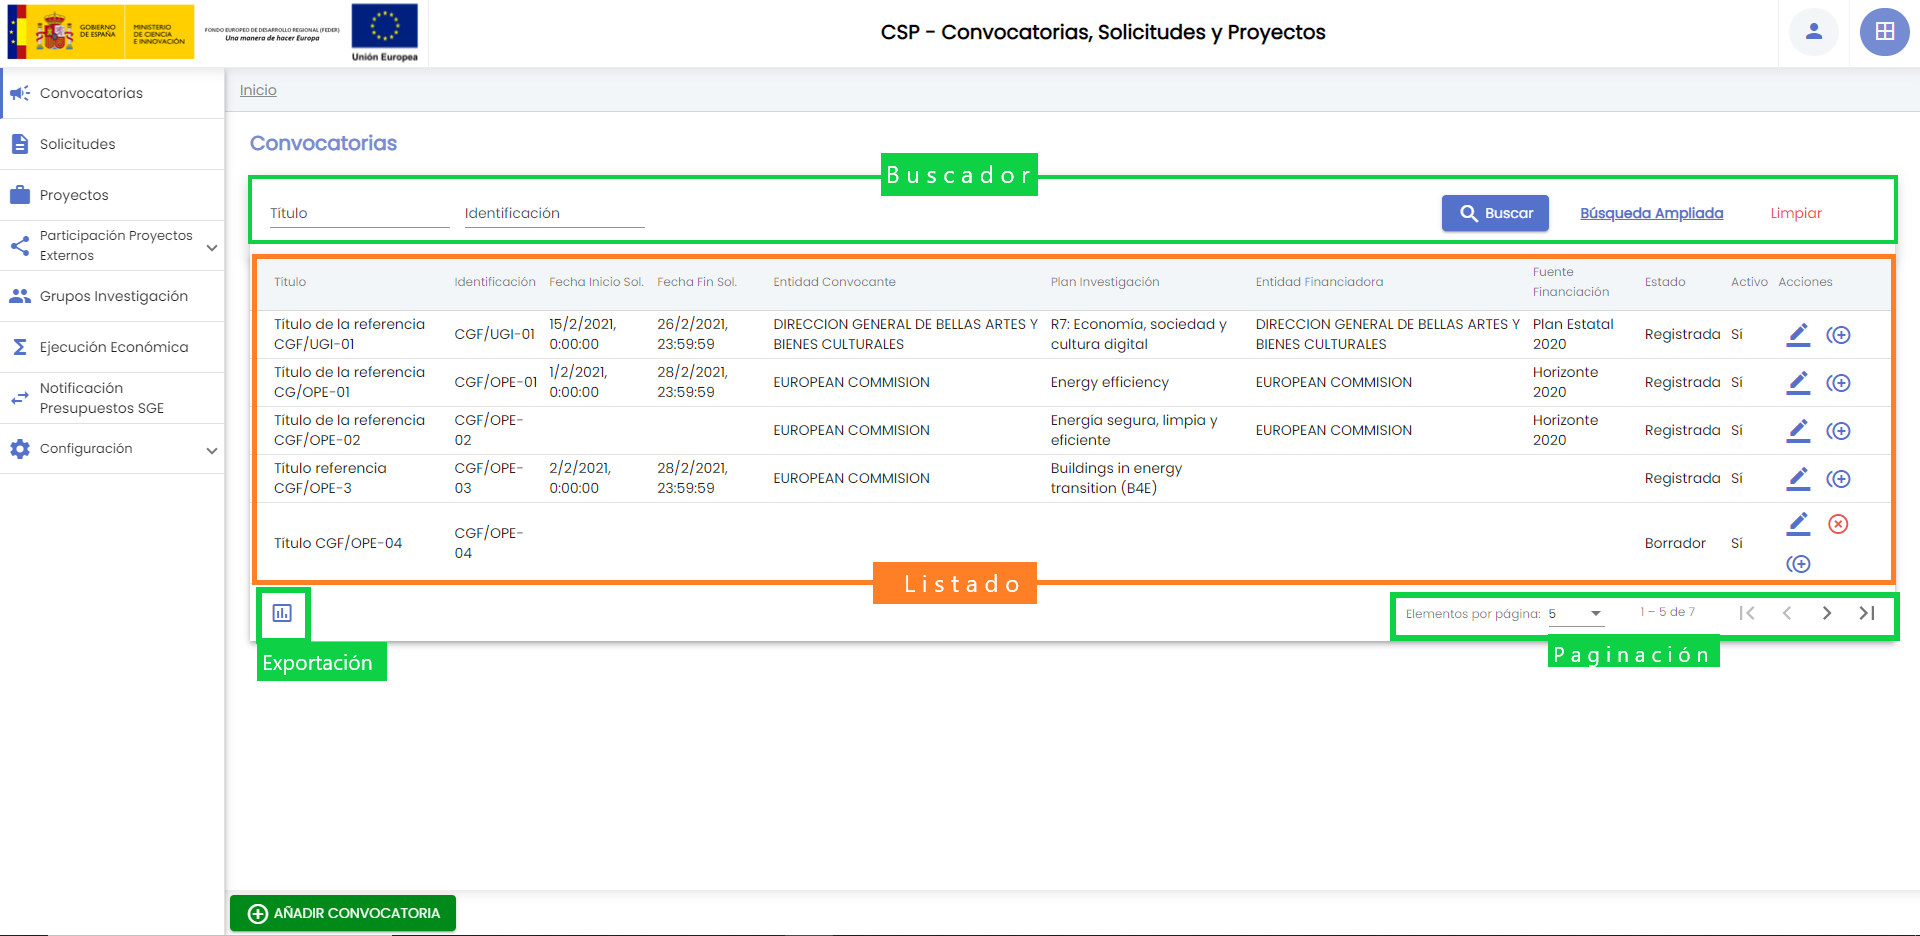 GOBIERNO
DE ESPAÑA
MINISTERIO
DE CIENCIA
E INNOVACIÓN
FONDO EUROPEO DE DESARROLLO REGIONAL (FEDER)
Una manera de hacer Europa
Unión Europea
CSP - Convocatorias, Solicitudes y Proyectos
Convocatorias
Solicitudes
Proyectos
Participación Proyectos
Externos
Grupos Investigación
Ejecución Económica
Notificación
Presupuestos SGE
Configuración
Inicio
Convocatorias
Buscador
Título Identificación Buscar Búsqueda Ampliada Limpiar
Título Identificación Fecha Inicio Sol. Fecha Fin Sol. Entidad Convocante Plan Investigación Entidad Financiadora Fuente Financiación Estado Activo Acciones
Título de la referencia 15/2/2021, 26/2/2021, DIRECCION GENERAL DE BELLAS ARTES Y R7: Economía, sociedad y DIRECCION GENERAL DE BELLAS ARTES Y Plan Estatal
CGF/UGI-01 CGF/UGI-01 0:00:00 23:59:59 BIENES CULTURALES cultura digital BIENES CULTURALES 2020 Registrada Sí
Título de la referencia 1/2/2021, 28/2/2021, Horizonte
CG/OPE-01 CGF/OPE-01 0:00:00 23:59:59 EUROPEAN COMMISION Energy efficiency EUROPEAN COMMISION 2020 Registrada Sí
Título de la referencia CGF/OPE- Energía segura, limpia y Horizonte
CGF/OPE-02 02 EUROPEAN COMMISION eficiente EUROPEAN COMMISION 2020 Registrada Sí
Título referencia CGF/OPE- 2/2/2021, 28/2/2021, Buildings in energy
CGF/OPE-3 03 0:00:00 23:59:59 EUROPEAN COMMISION transition (B4E) Registrada Sí
Título CGF/OPE-04 CGF/OPE-
04 Borrador Sí
Listado
Elementos por página: 5 1 – 5 de 7
Exportación
Paginación
AÑADIR CONVOCATORIA